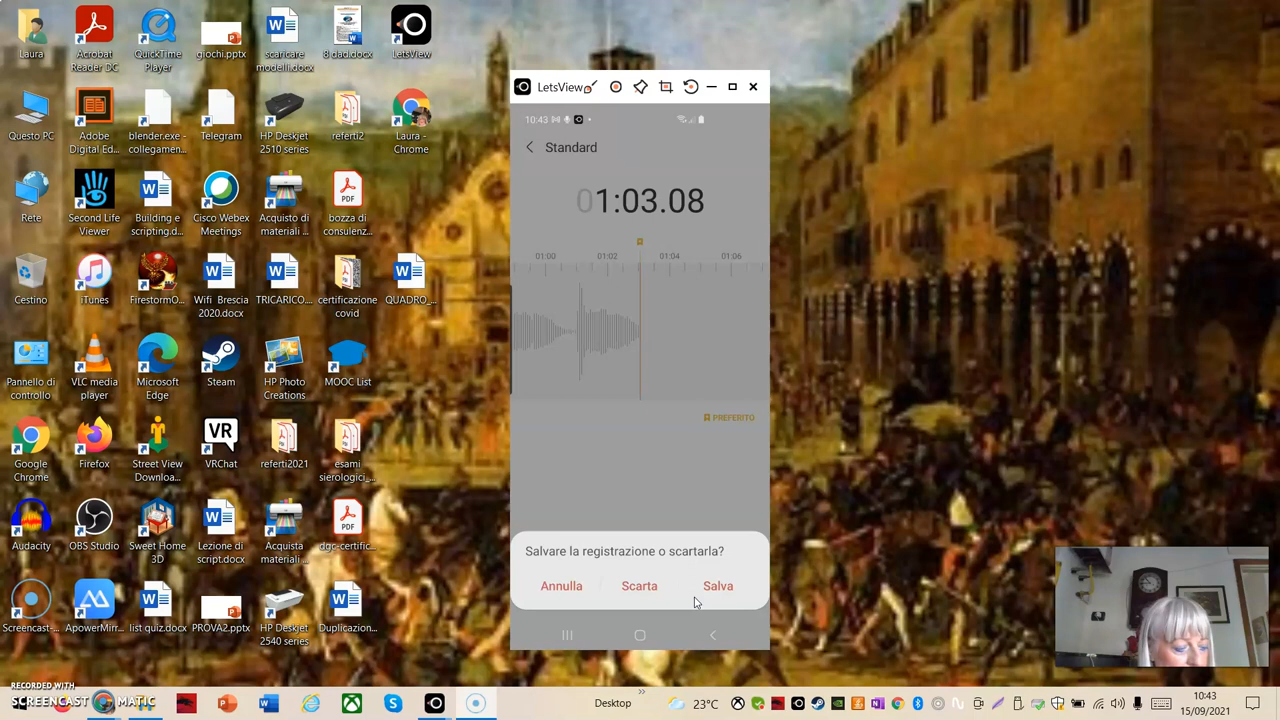 Laura
Acrobat
Reader DC
QuickTime
Player
giochi.pptx
scaricare
modelli.docx
8 dad.docx
LetsView
Questo PC
Adobe
Digital Ed...
blender.exe -
collegamen...
Telegram
HP Deskjet
2510 series
referti2
Laura -
Chrome
Rete
Second Life
Viewer
Building e
scripting.d...
Cisco Webex
Meetings
Acquisto di
materiali ...
bozza di
consulenz...
Cestino
iTunes
FirestormO...
Wifi Brescia
2020.docx
TRICARICO....
certificazione
covid
QUADRO_...
Pannello di
controllo
VLC media
player
Microsoft
Edge
Steam
HP Photo
Creations
MOOC List
Google
Chrome
Firefox
Street View
Downloa...
VR
VRChat
referti2021
esami
sierologici_...
Audacity
OBS Studio
Sweet Home
3D
Lezione di
script.docx
Acquista
materiali ...
dgc-certific...
Screencast-...
ApowerMirr...
list quiz.docx
PROVA2.pptx
HP Deskjet
2540 series
Duplicazion...
LetsView
10:43
Standard
01:03.08
01:00 01:02 01:04 01:06
PREFERITO
Salvare la registrazione o scartarla?
Annulla Scarta Salva
RECORDED WITH
SCREENCAST MATIC
Desktop
23°C
10:43
15/09/2021